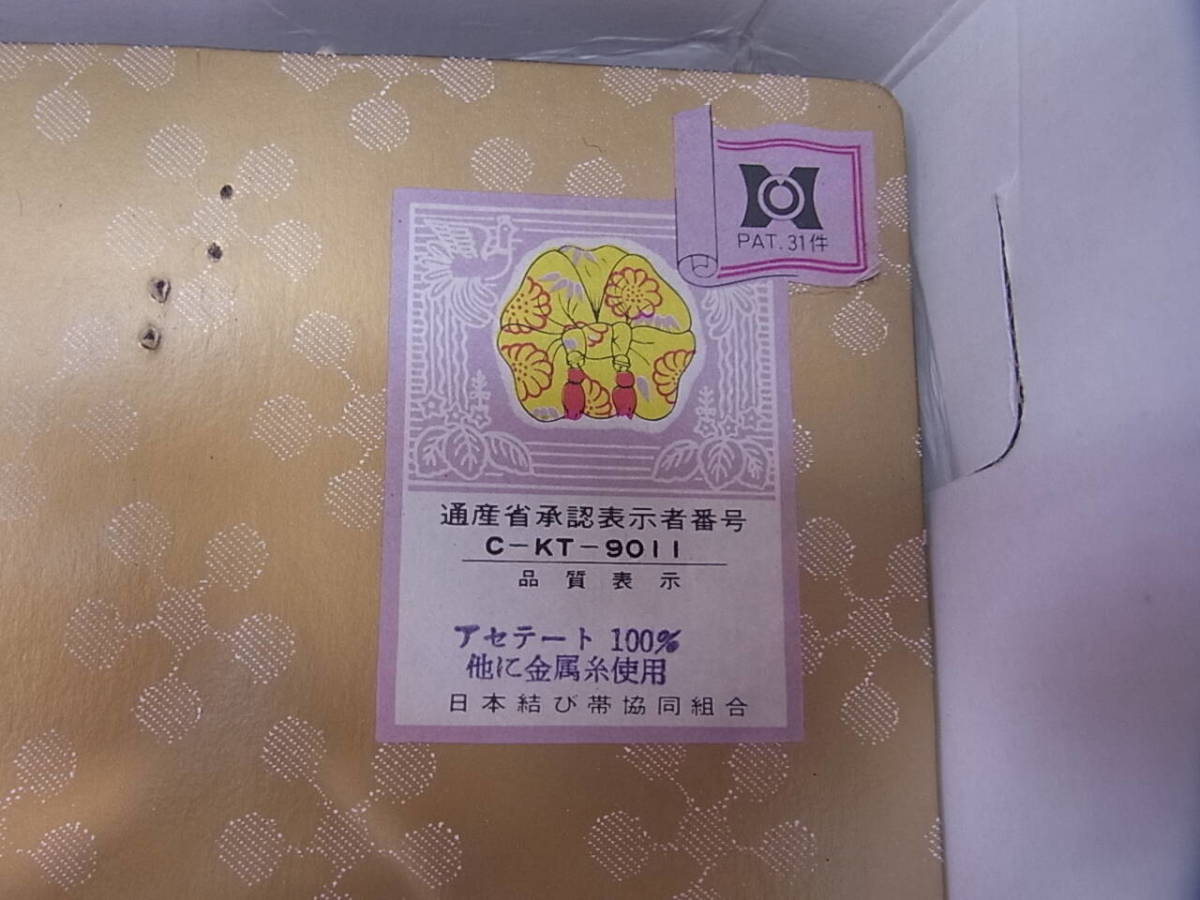 PAT.31件
通産省承認表示者番号
C-KT-9011
品質表示
アセテート 100%
他に金属糸使用
日本結び帯協同組合